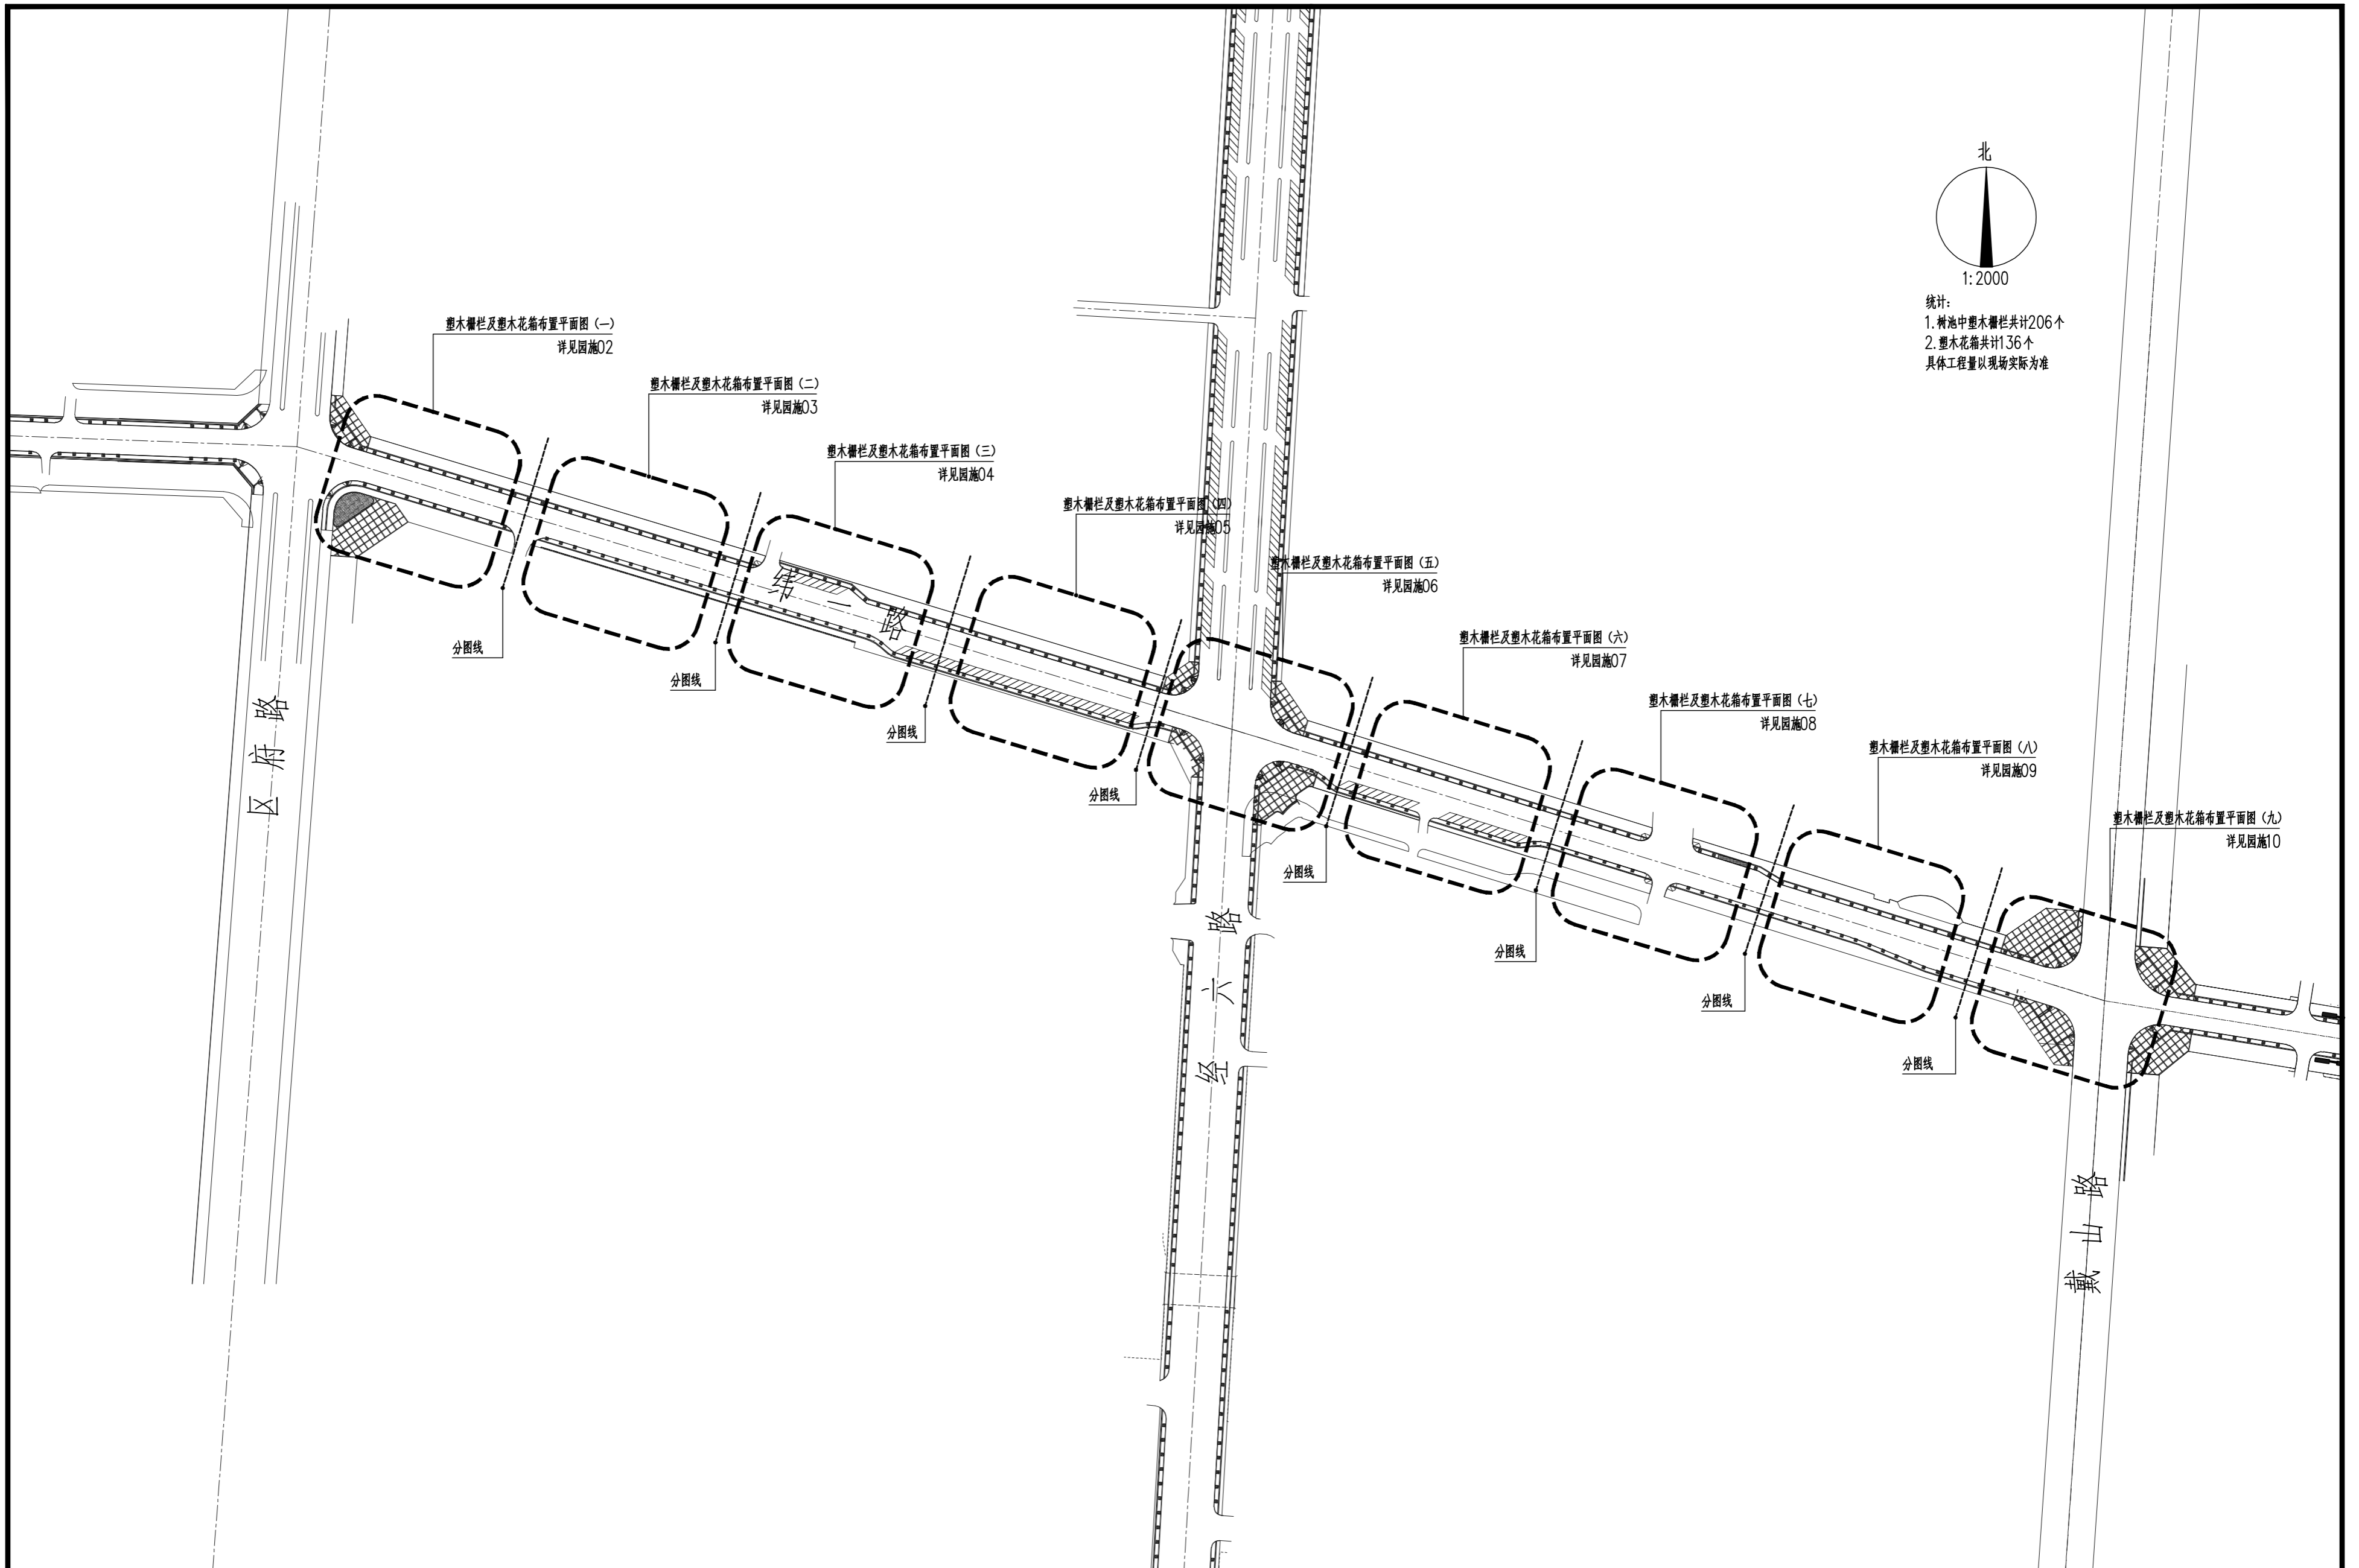 北
1:2000
统计:
1.树池中塑木栅栏共计206个
2.塑木花箱共计136个
具体工程量以现场实际为准
塑木栅栏及塑木花箱布置平面图（一）
详见园施02
塑木栅栏及塑木花箱布置平面图（二）
详见园施03
塑木栅栏及塑木花箱布置平面图（三）
详见园施04
塑木栅栏及塑木花箱布置平面图（四）
详见园施05
塑木栅栏及塑木花箱布置平面图（五）
详见园施06
塑木栅栏及塑木花箱布置平面图（六）
详见园施07
塑木栅栏及塑木花箱布置平面图（七）
详见园施08
塑木栅栏及塑木花箱布置平面图（八）
详见园施09
塑木栅栏及塑木花箱布置平面图（九）
详见园施10
分图线
分图线
分图线
分图线
分图线
分图线
分图线
分图线
纬一路
区府路
经六路
戴山路